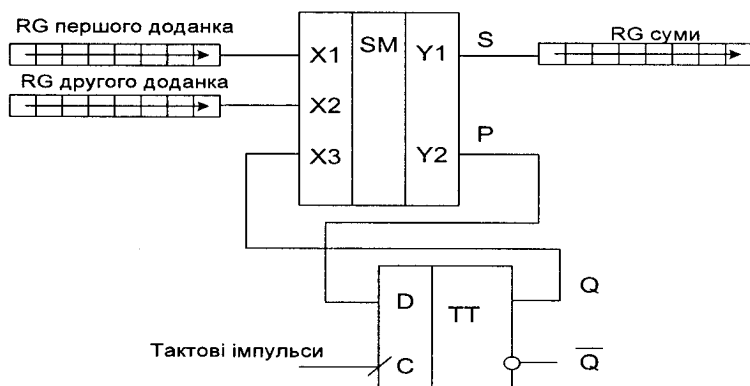 RG першого доданка
RG другого доданка
X1
X2
X3
SM
Y1
Y2
S
P
RG суми
D
C
TT
Q
Q̅
Тактові імпульси